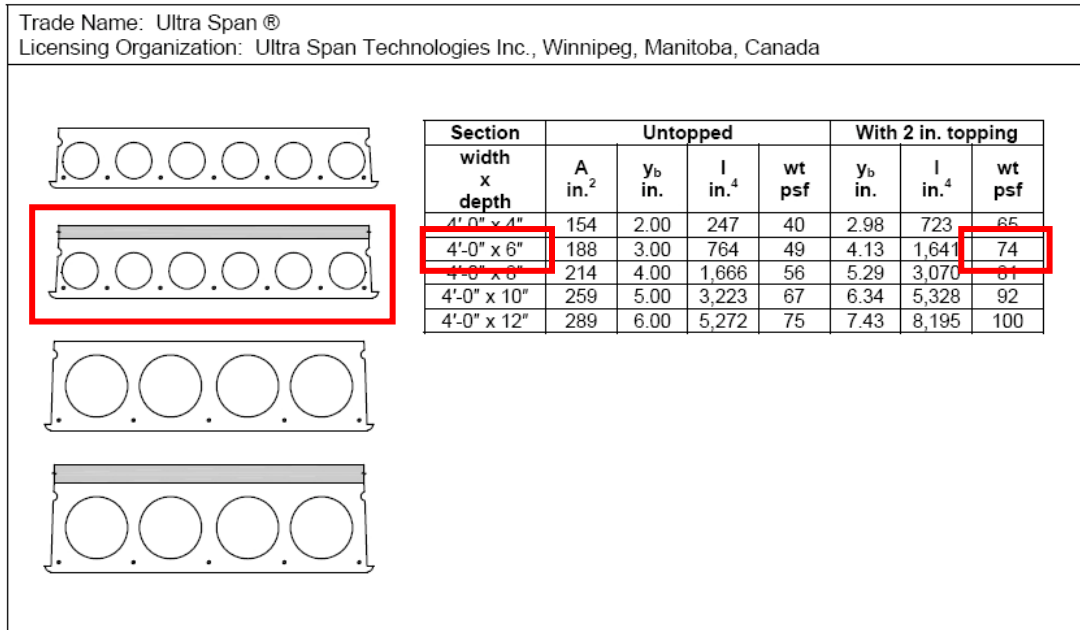 Trade Name: Ultra Span ®
Licensing Organization: Ultra Span Technologies Inc., Winnipeg, Manitoba, Canada
Section Untopped With 2 in. topping
width x depth A in.² yb in. I in.⁴ wt psf yb in. I in.⁴ wt psf
4'-0" x 4" 154 2.00 247 40 2.98 723 65
4'-0" x 6" 188 3.00 764 49 4.13 1,641 74
4'-0" x 8" 214 4.00 1,666 56 5.29 3,070 81
4'-0" x 10" 259 5.00 3,223 67 6.34 5,328 92
4'-0" x 12" 289 6.00 5,272 75 7.43 8,195 100